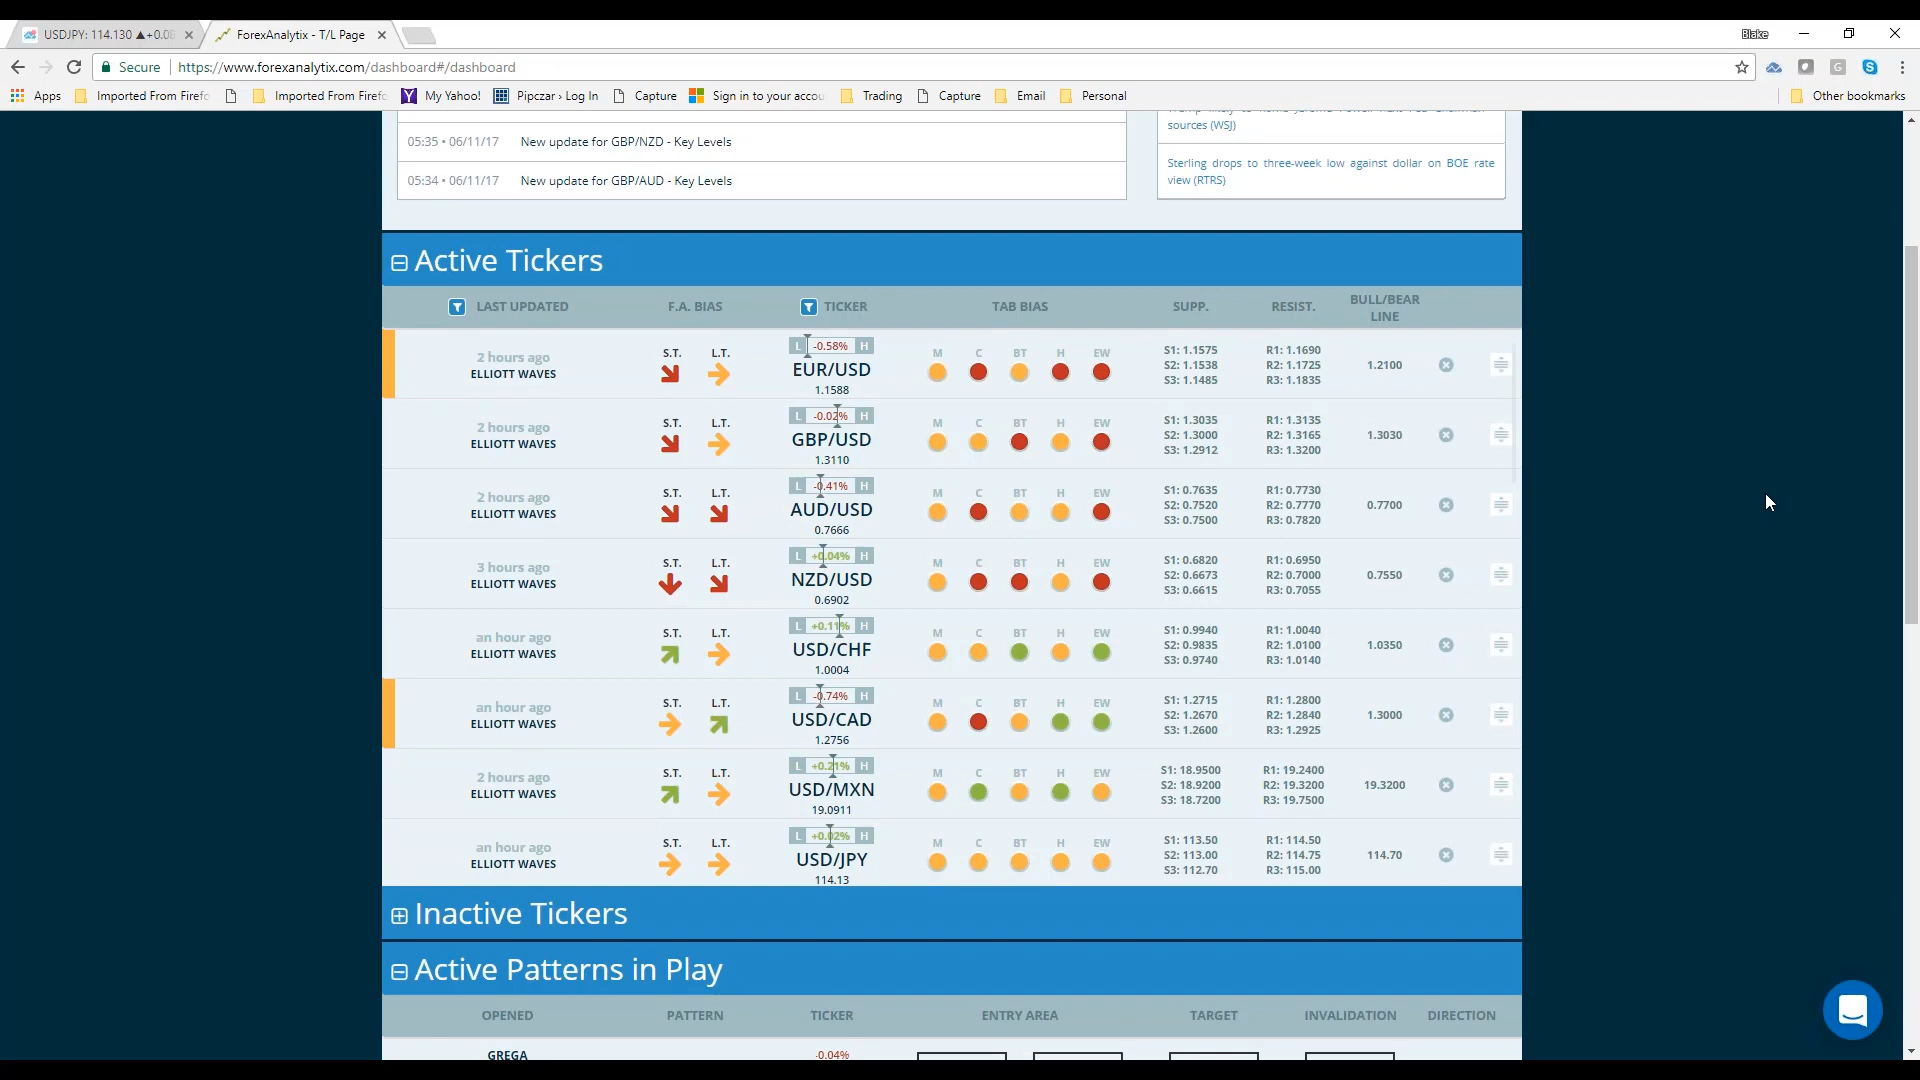 USDJPY: 114.130 ▲+0.08
ForexAnalytix - T/L Page
Blake
Secure https://www.forexanalytix.com/dashboard#/dashboard
Apps Imported From Firefo Imported From Firefo My Yahoo! Pipczar › Log In Capture Sign in to your accou Trading Capture Email Personal Other bookmarks
sources (WSJ)
05:35 • 06/11/17 New update for GBP/NZD - Key Levels
Sterling drops to three-week low against dollar on BOE rate
view (RTRS)
05:34 • 06/11/17 New update for GBP/AUD - Key Levels
Active Tickers
LAST UPDATED F.A. BIAS TICKER TAB BIAS SUPP. RESIST. BULL/BEAR
LINE
L -0.58% H
2 hours ago S.T. L.T. M C BT H EW S1: 1.1575 R1: 1.1690
ELLIOTT WAVES EUR/USD S2: 1.1538 R2: 1.1725 1.2100
1.1588 S3: 1.1485 R3: 1.1835
L -0.02% H
2 hours ago S.T. L.T. M C BT H EW S1: 1.3035 R1: 1.3135
ELLIOTT WAVES GBP/USD S2: 1.3000 R2: 1.3165 1.3030
1.3110 S3: 1.2912 R3: 1.3200
L -0.41% H
2 hours ago S.T. L.T. M C BT H EW S1: 0.7635 R1: 0.7730
ELLIOTT WAVES AUD/USD S2: 0.7520 R2: 0.7770 0.7700
0.7666 S3: 0.7500 R3: 0.7820
L +0.04% H
3 hours ago S.T. L.T. M C BT H EW S1: 0.6820 R1: 0.6950
ELLIOTT WAVES NZD/USD S2: 0.6673 R2: 0.7000 0.7550
0.6902 S3: 0.6615 R3: 0.7055
L +0.11% H
an hour ago S.T. L.T. M C BT H EW S1: 0.9940 R1: 1.0040
ELLIOTT WAVES USD/CHF S2: 0.9835 R2: 1.0100 1.0350
1.0004 S3: 0.9740 R3: 1.0140
L -0.74% H
an hour ago S.T. L.T. M C BT H EW S1: 1.2715 R1: 1.2800
ELLIOTT WAVES USD/CAD S2: 1.2670 R2: 1.2840 1.3000
1.2756 S3: 1.2600 R3: 1.2925
L +0.21% H
2 hours ago S.T. L.T. M C BT H EW S1: 18.9500 R1: 19.2400
ELLIOTT WAVES USD/MXN S2: 18.9200 R2: 19.3200 19.3200
19.0911 S3: 18.7200 R3: 19.7500
L +0.02% H
an hour ago S.T. L.T. M C BT H EW S1: 113.50 R1: 114.50
ELLIOTT WAVES USD/JPY S2: 113.00 R2: 114.75 114.70
114.13 S3: 112.70 R3: 115.00
Inactive Tickers
Active Patterns in Play
OPENED PATTERN TICKER ENTRY AREA TARGET INVALIDATION DIRECTION
GREGA -0.04%